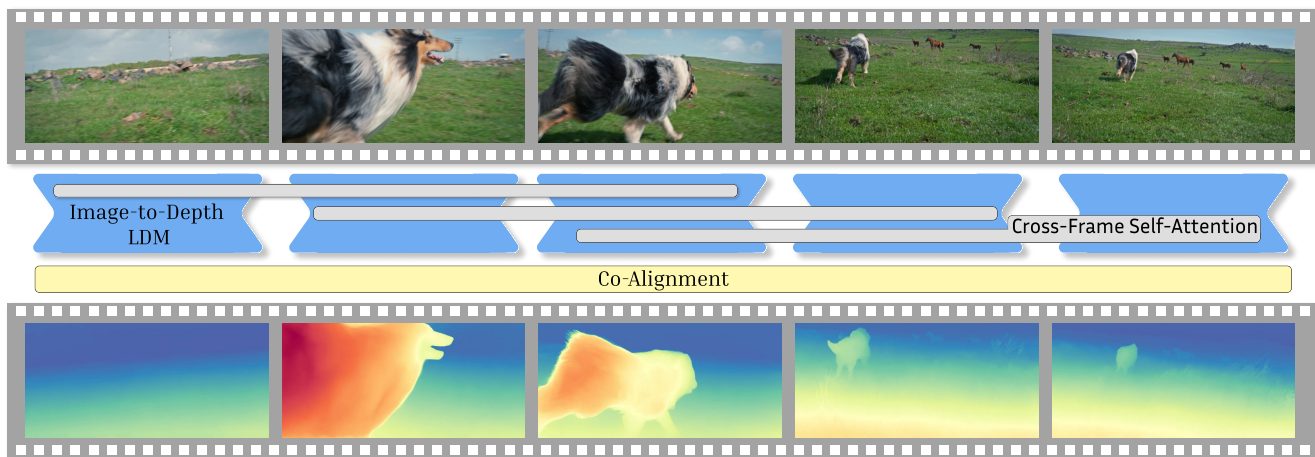 Image-to-Depth
LDM
Cross-Frame Self-Attention
Co-Alignment